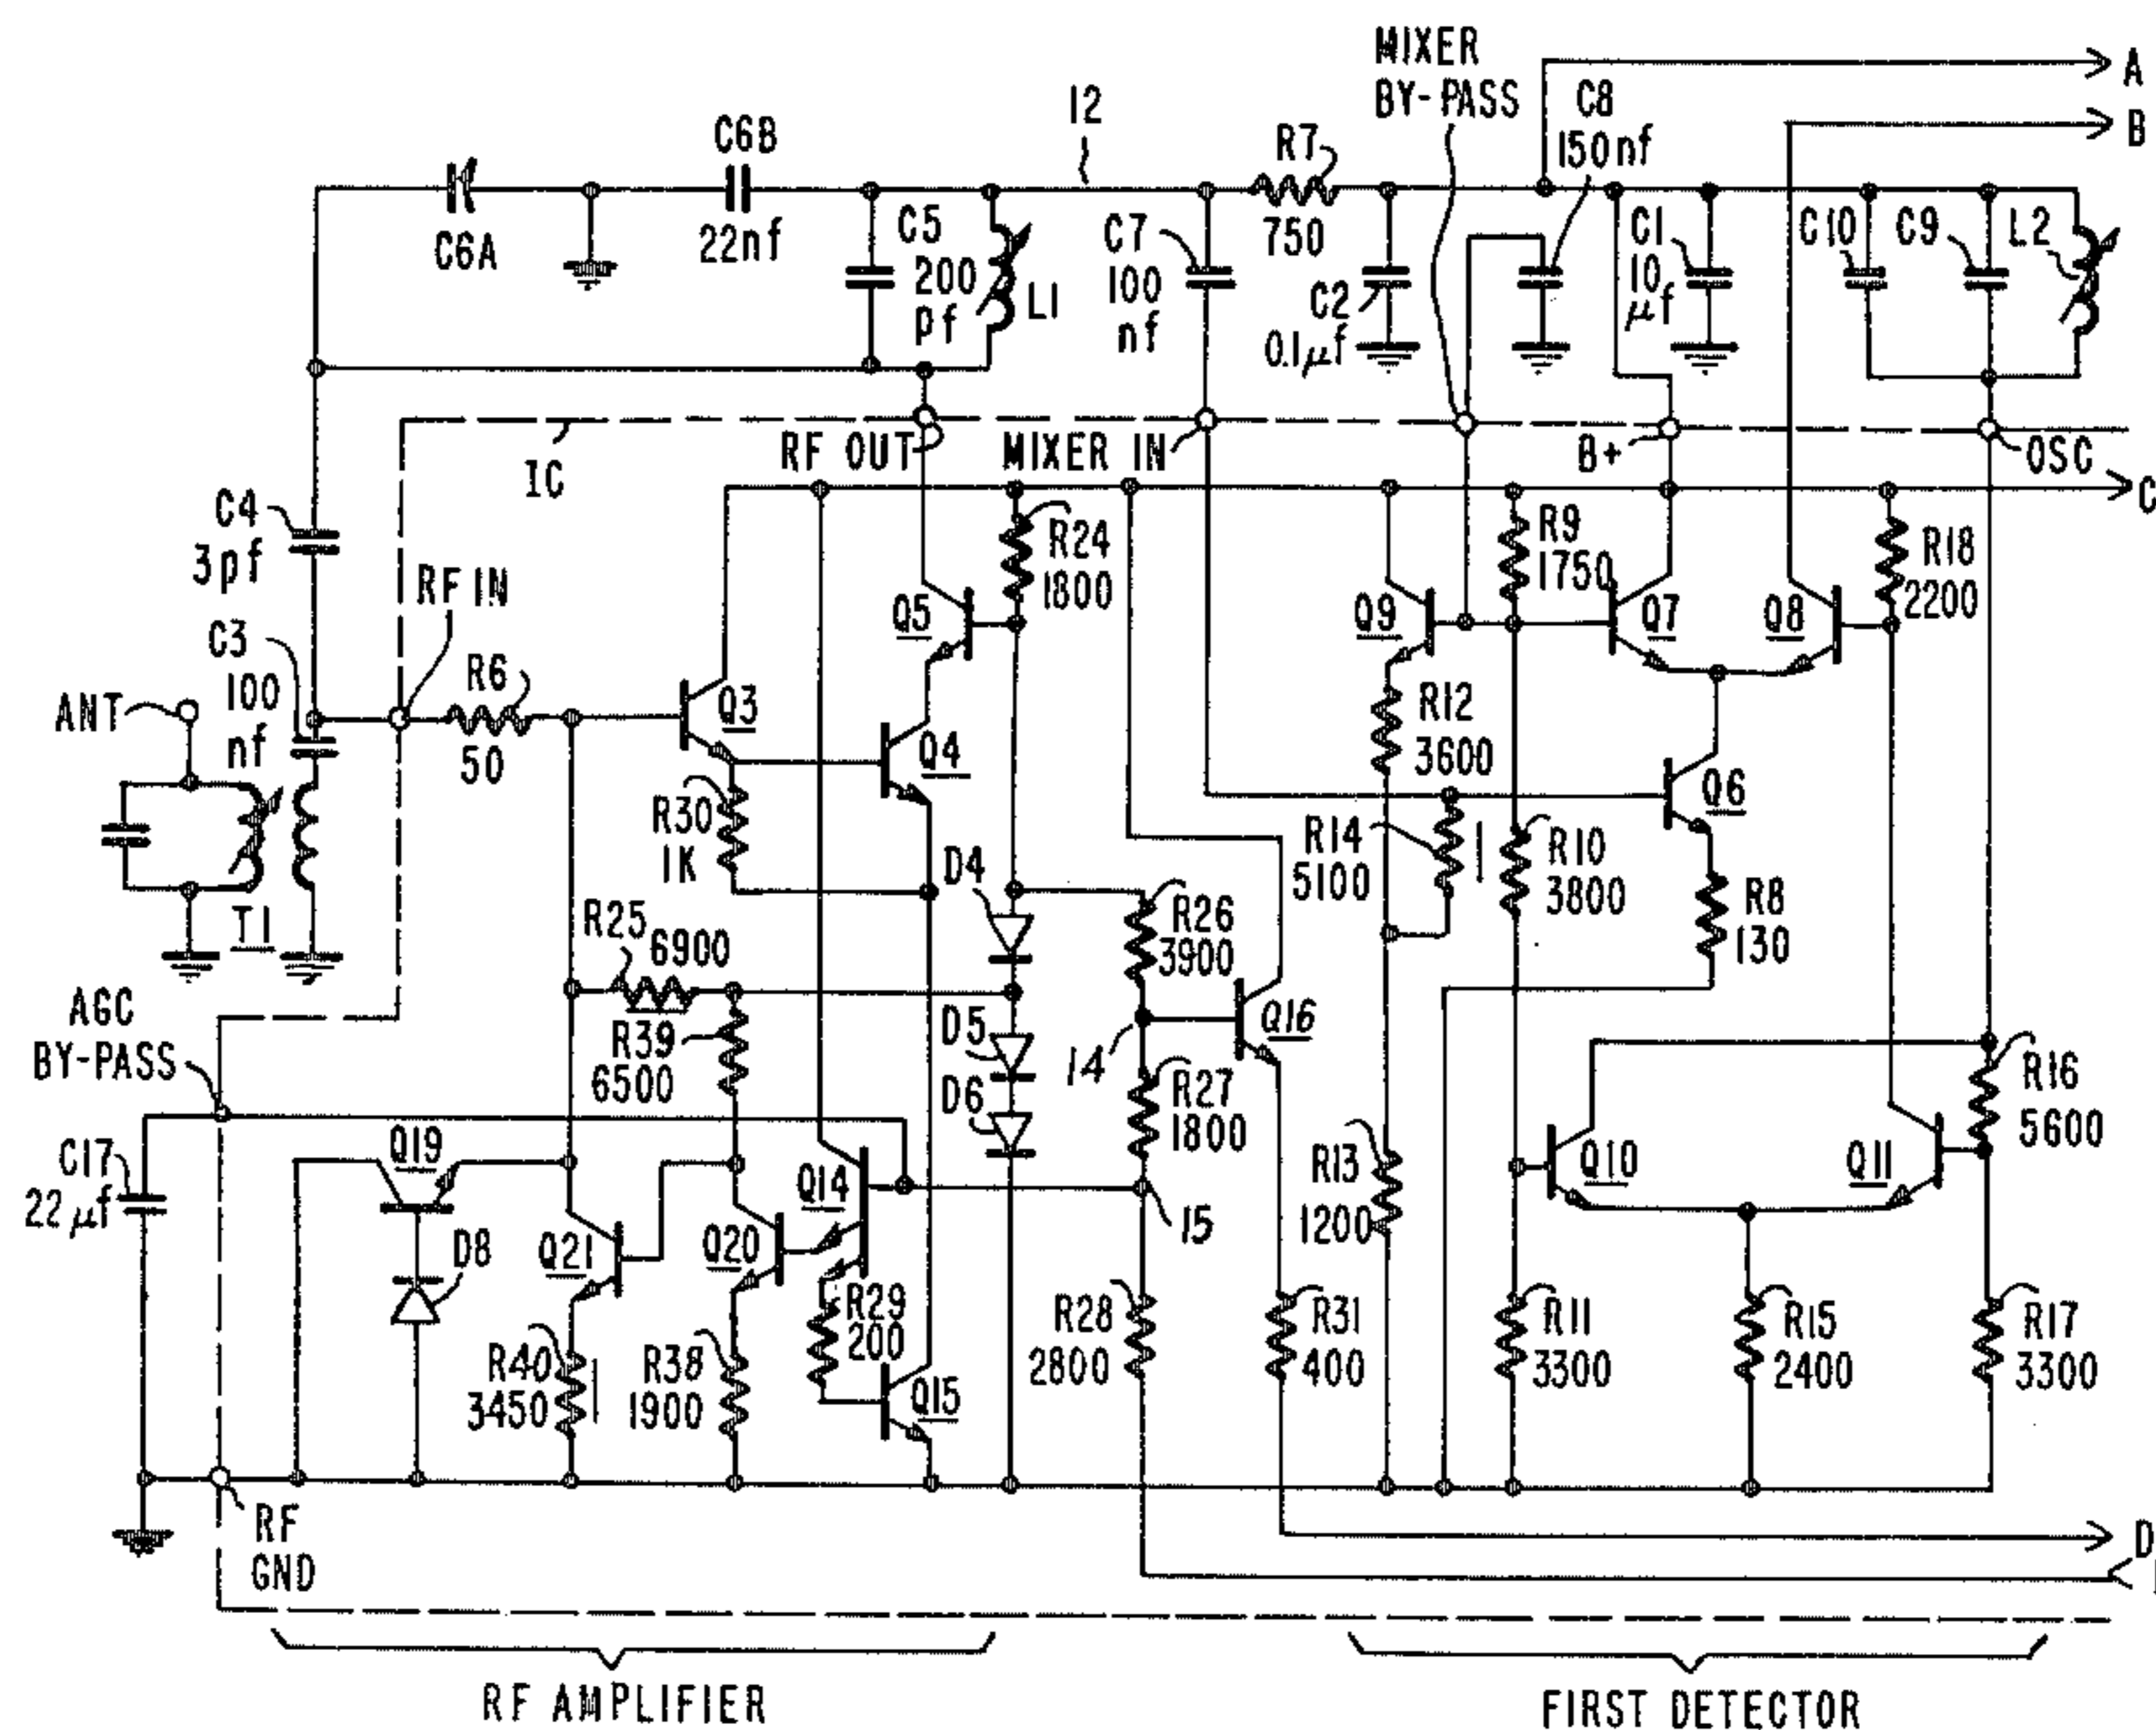 MIXER
BY-PASS
A
B
12
C8
150nf
C6B
22nf
C6A
C5
200
pf
L1
C7
100
nf
R7
750
C2
0.1µf
C1
10
µf
C10
C9
L2
IC
RF OUT
MIXER IN
B+
OSC
C
C4
3pf
RF IN
C3
100
nf
ANT
T1
R6
50
Q3
Q5
R24
1800
Q4
R30
1K
Q9
R9
1750
Q7
Q8
R18
2200
R12
3600
Q6
R14
5100
R10
3800
R8
130
D4
R25
6900
R39
6500
D5
D6
R26
3900
14
Q16
R27
1800
15
AGC
BY-PASS
C17
22µf
Q19
D8
Q21
Q20
Q14
R29
200
Q15
R40
3450
R38
1900
R28
2800
R31
400
R13
1200
Q10
Q11
R16
5600
R11
3300
R15
2400
R17
3300
RF
GND
D
RF AMPLIFIER
FIRST DETECTOR